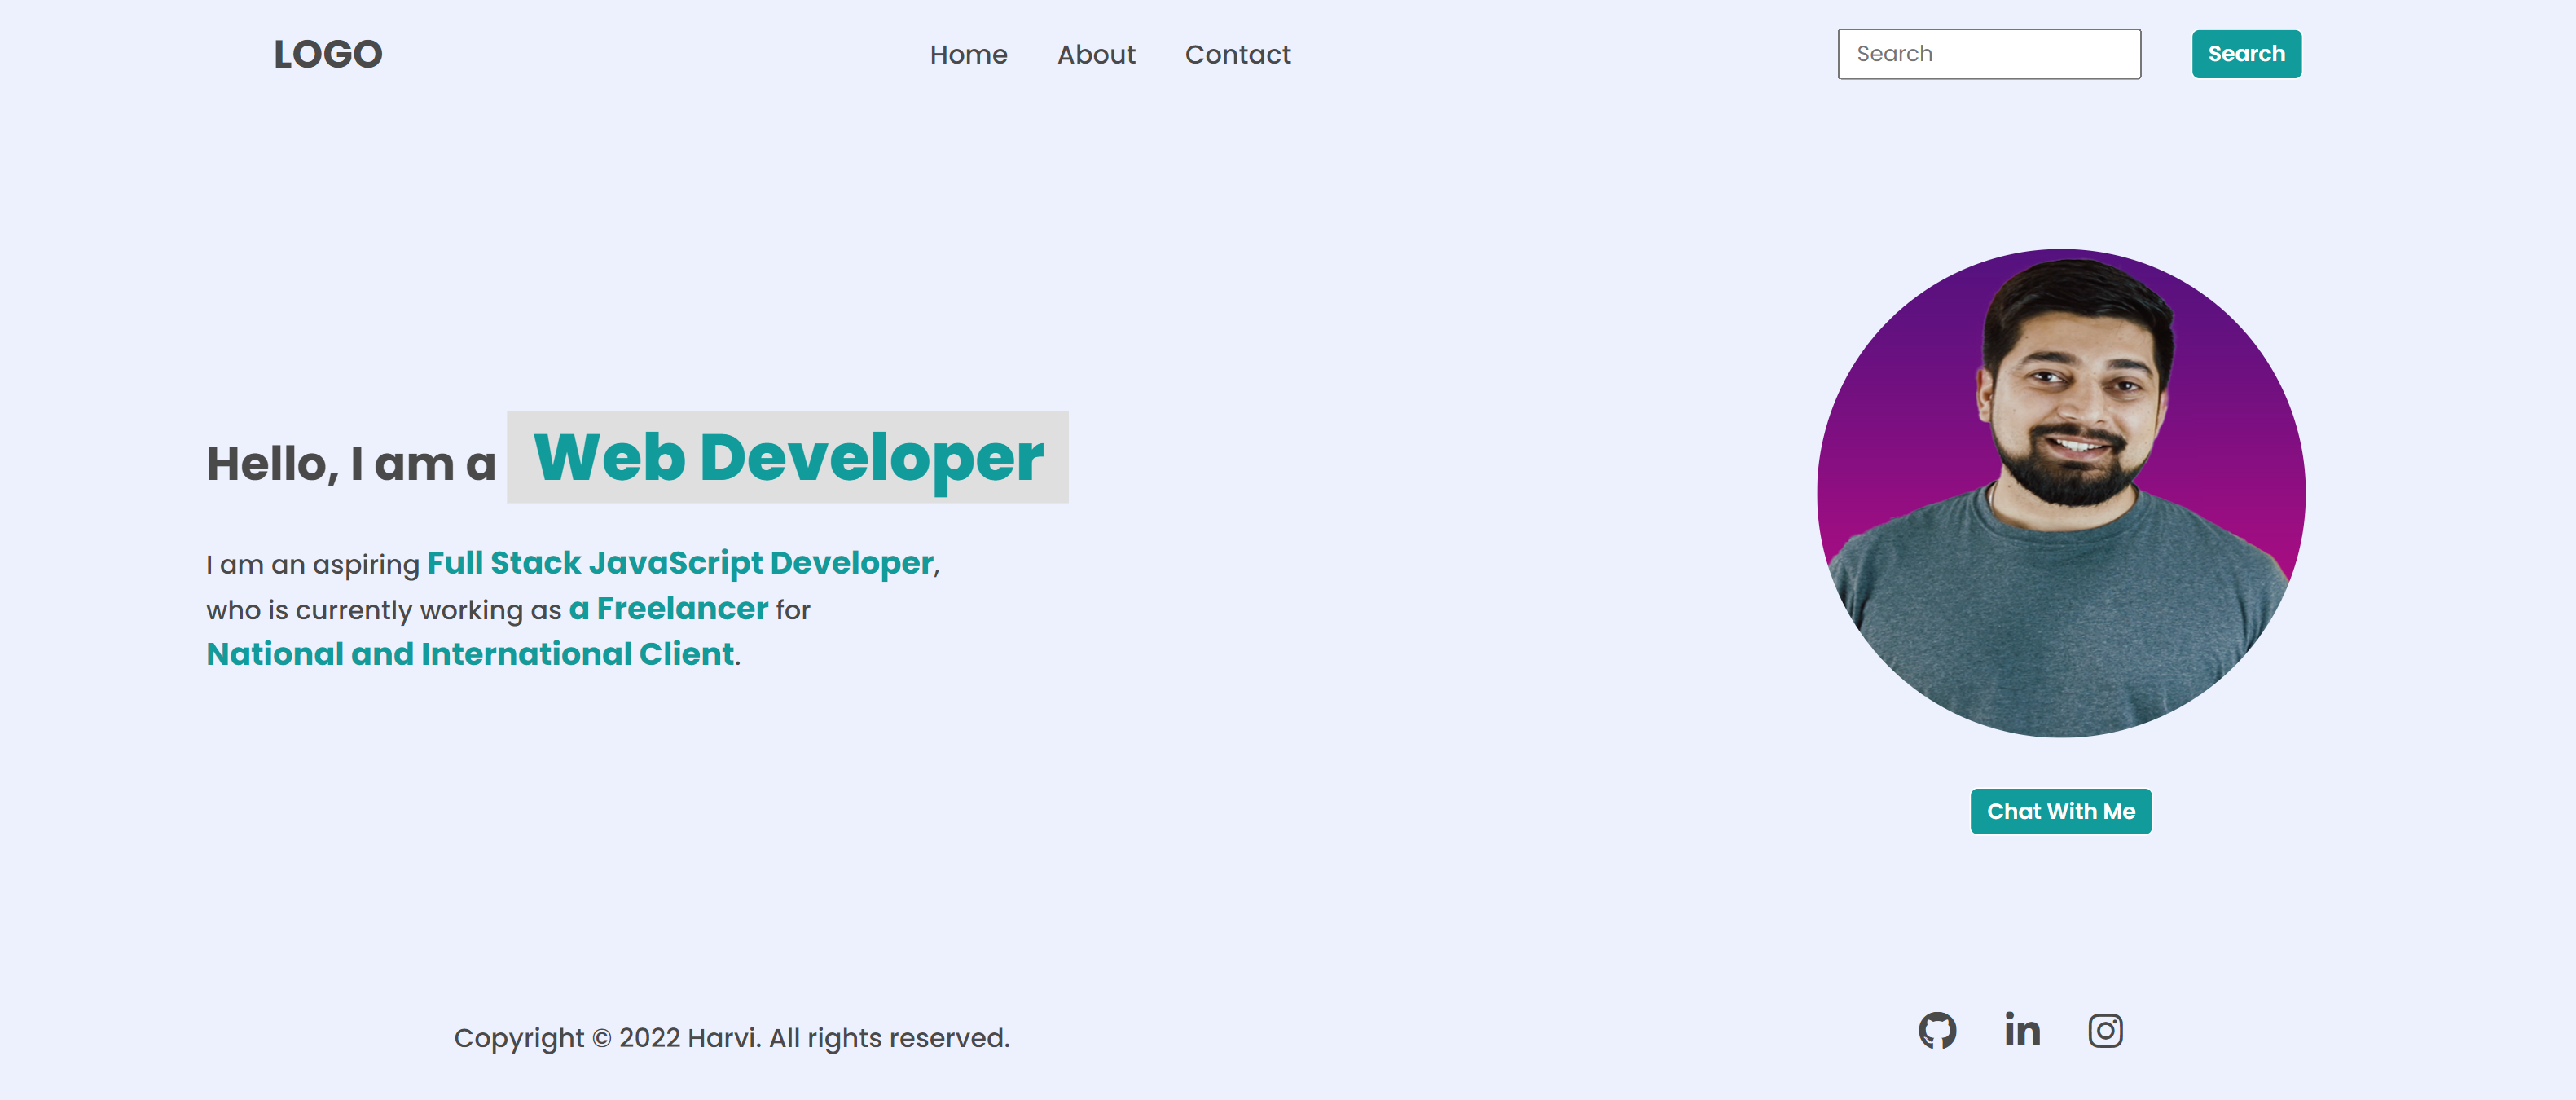 LOGO
Home About Contact
Search
Search
Hello, I am a Web Developer
I am an aspiring Full Stack JavaScript Developer,
who is currently working as a Freelancer for
National and International Client.
Chat With Me
Copyright © 2022 Harvi. All rights reserved.
in